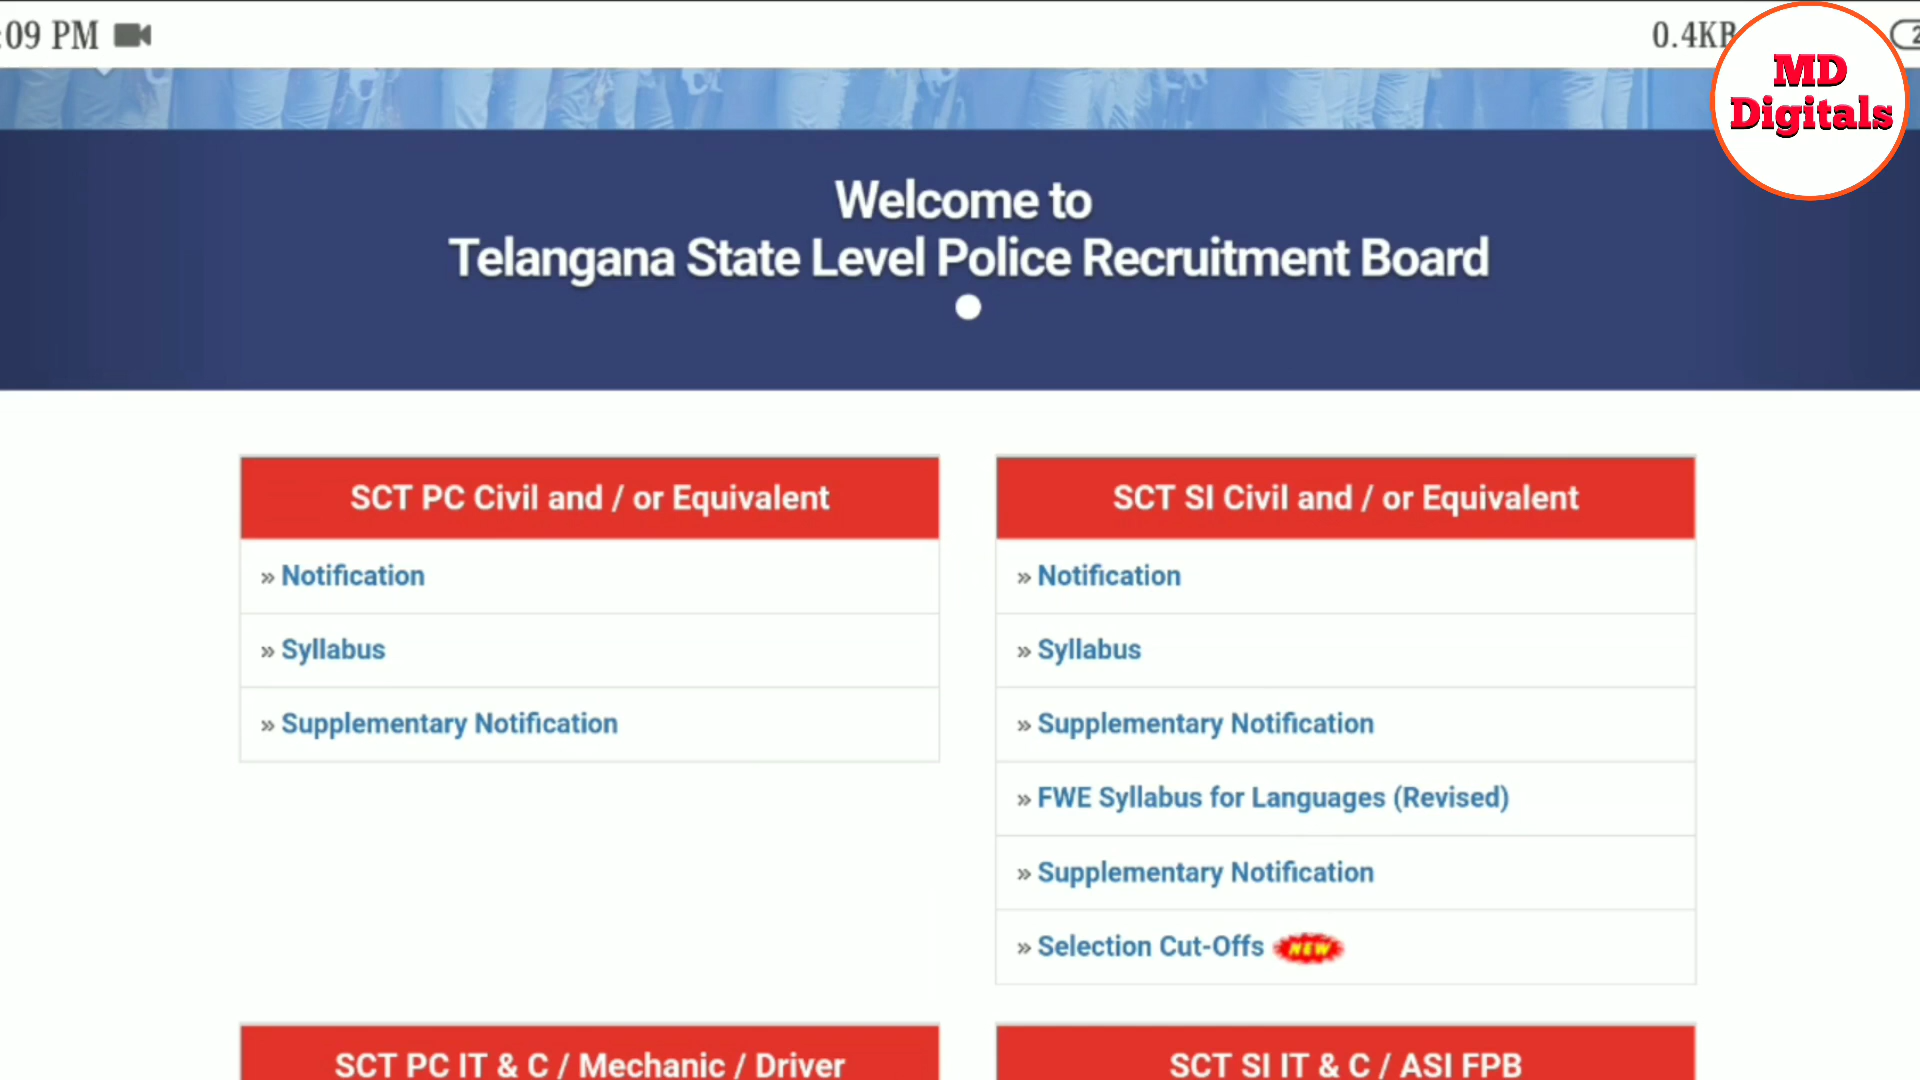 :09 PM
0.4KB
MD
Digitals
Welcome to
Telangana State Level Police Recruitment Board
SCT PC Civil and / or Equivalent
» Notification
» Syllabus
» Supplementary Notification
SCT SI Civil and / or Equivalent
» Notification
» Syllabus
» Supplementary Notification
» FWE Syllabus for Languages (Revised)
» Supplementary Notification
» Selection Cut-Offs NEW
SCT PC IT & C / Mechanic / Driver
SCT SI IT & C / ASI FPB